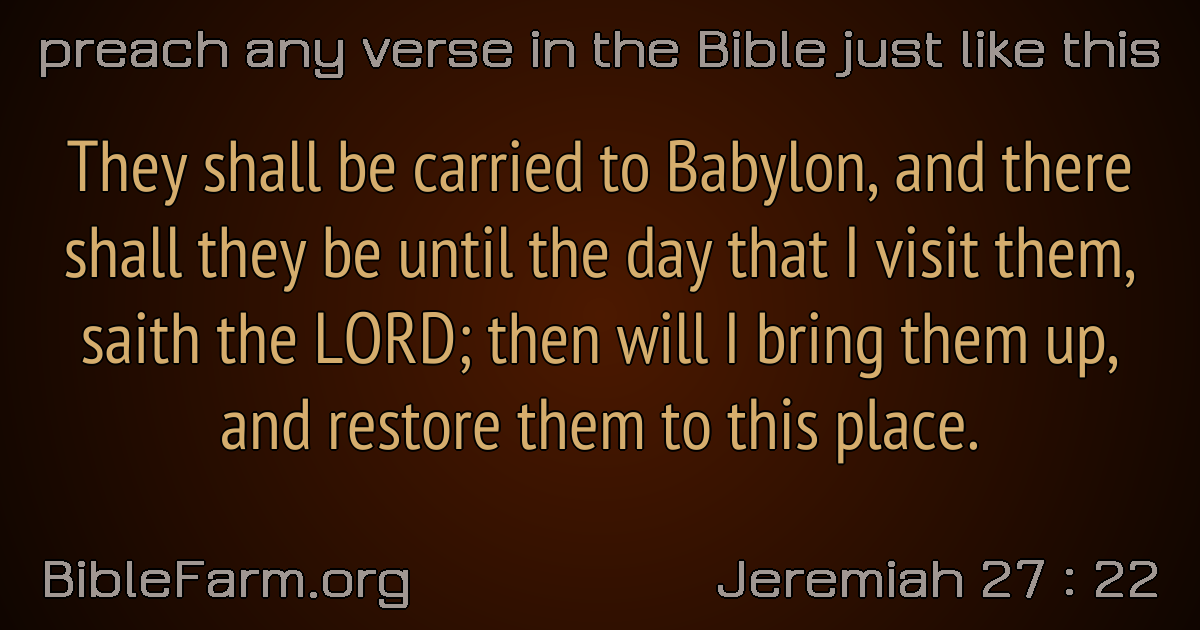 preach any verse in the Bible just like this
They shall be carried to Babylon, and there
shall they be until the day that I visit them,
saith the LORD; then will I bring them up,
and restore them to this place.
BibleFarm.org
Jeremiah 27 : 22